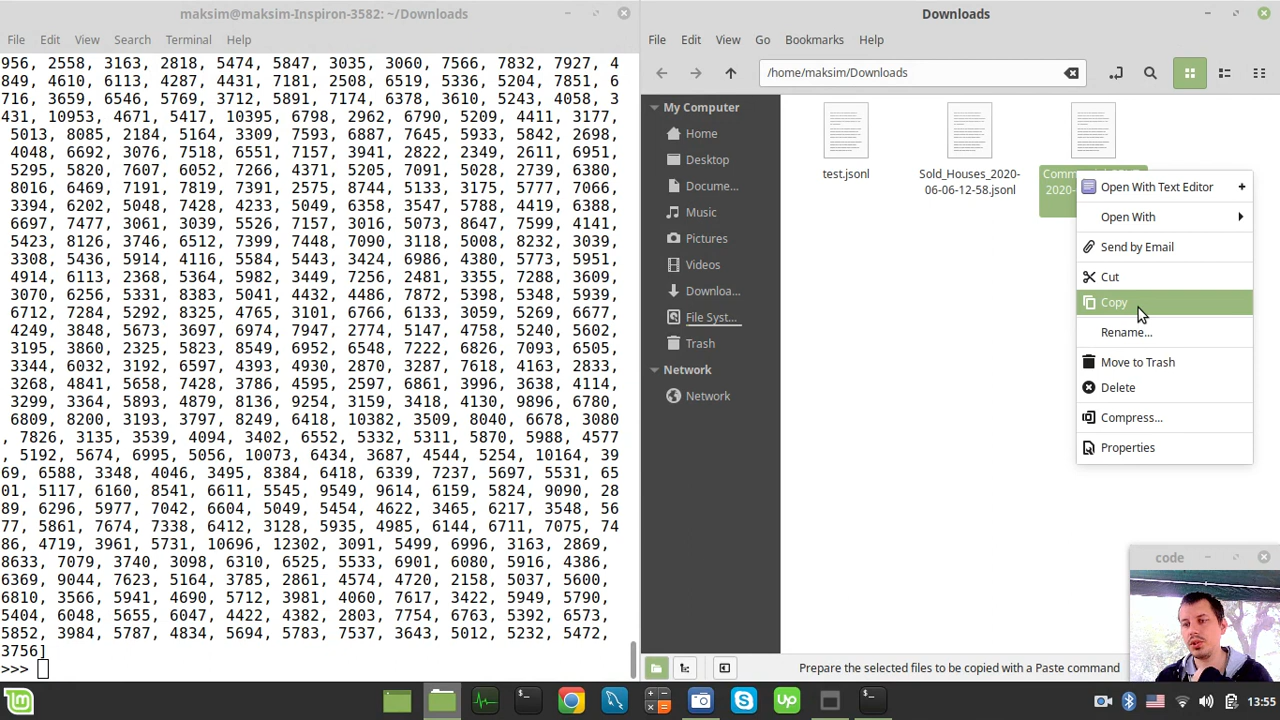 maksim@maksim-Inspiron-3582: ~/Downloads
File Edit View Search Terminal Help
956, 2558, 3163, 2818, 5474, 5847, 3035, 3060, 7566, 7832, 7927, 4
849, 4610, 6113, 4287, 4431, 7181, 2508, 6519, 5336, 5204, 7851, 6
716, 3659, 6546, 5769, 3712, 5891, 7174, 6378, 3610, 5243, 4058, 3
431, 10953, 4671, 5417, 10395, 6798, 2962, 6790, 5209, 4411, 3177,
5013, 8085, 2184, 5164, 3309, 7593, 6887, 7645, 5933, 5842, 2698,
4048, 6692, 3076, 7518, 6571, 7157, 3941, 2822, 2349, 2611, 6951,
5295, 5820, 7607, 6052, 7266, 4371, 5205, 7091, 5028, 2739, 6380,
8016, 6469, 7191, 7819, 7391, 2575, 5133, 3175, 5777, 7066,
3394, 6202, 5048, 7428, 4233, 5049, 3547, 5788, 4419, 6388,
6697, 7477, 3061, 3039, 5526, 7157, 3016, 5073, 8647, 7599, 4141,
5423, 8126, 3746, 6512, 7399, 7448, 7090, 3118, 5008, 8232, 3039,
3308, 5436, 5914, 4116, 5584, 5443, 3424, 6986, 4380, 5773, 5951,
4914, 6113, 2368, 5364, 5982, 3449, 7256, 2481, 3355, 7288, 3609,
3070, 6256, 5331, 8383, 5041, 4432, 4486, 7872, 5398, 5348, 5939,
6712, 7284, 5292, 8325, 4765, 3101, 6766, 6133, 3059, 5269, 6677,
4229, 3848, 5673, 3697, 6974, 7947, 2774, 5147, 4758, 5240, 5602,
3195, 3860, 2325, 5823, 8549, 6952, 6548, 7222, 6826, 7093, 6505,
3344, 6032, 3192, 6597, 4393, 4930, 2870, 3287, 7618, 4163, 2833,
3268, 4841, 5658, 7428, 3786, 4595, 2597, 6861, 3996, 3638, 4114,
3299, 3364, 5893, 4879, 8136, 9254, 3159, 3418, 4130, 9896, 6780,
6809, 8200, 3193, 3797, 8249, 6418, 10382, 3509, 8040, 6678, 3080
, 7826, 3135, 3539, 4094, 3402, 6552, 5332, 5311, 5870, 5988, 4577
, 5192, 5674, 6995, 5056, 10073, 6434, 3687, 4544, 5254, 10164, 39
69, 6588, 3348, 4046, 3495, 8384, 6418, 6339, 7237, 5697, 5531, 65
01, 5117, 6160, 8541, 6611, 5545, 9549, 9614, 6159, 5824, 9090, 28
89, 6296, 5977, 7042, 6604, 5049, 5454, 4622, 3465, 6217, 3548, 56
77, 5861, 7674, 7338, 6412, 3128, 5935, 4985, 6144, 6711, 7075, 74
86, 4719, 3961, 5731, 10696, 12302, 3091, 5499, 6996, 3163, 2869,
8633, 7079, 3740, 3098, 6310, 6525, 5533, 6901, 6080, 5916, 4386,
6369, 9044, 7623, 5164, 3785, 2861, 4574, 4720, 2158, 5037, 5600,
6810, 3566, 5941, 4690, 5712, 3981, 4060, 7617, 3422, 5949, 5790,
5404, 6048, 5655, 6047, 4422, 4382, 2803, 7754, 6763, 5392, 6573,
5852, 3984, 5787, 4834, 5694, 5783, 7537, 3643, 5012, 5232, 5472,
3756]
>>>
Downloads
File Edit View Go Bookmarks Help
/home/maksim/Downloads
My Computer
Home
Desktop
Docume...
Music
Pictures
Videos
Downloa...
File Syst...
Trash
Network
Network
test.jsonl
Sold_Houses_2020-
06-06-12-58.jsonl
Open With Text Editor
Open With
Send by Email
Cut
Copy
Rename...
Move to Trash
Delete
Compress...
Properties
code
Prepare the selected files to be copied with a Paste command
13:55